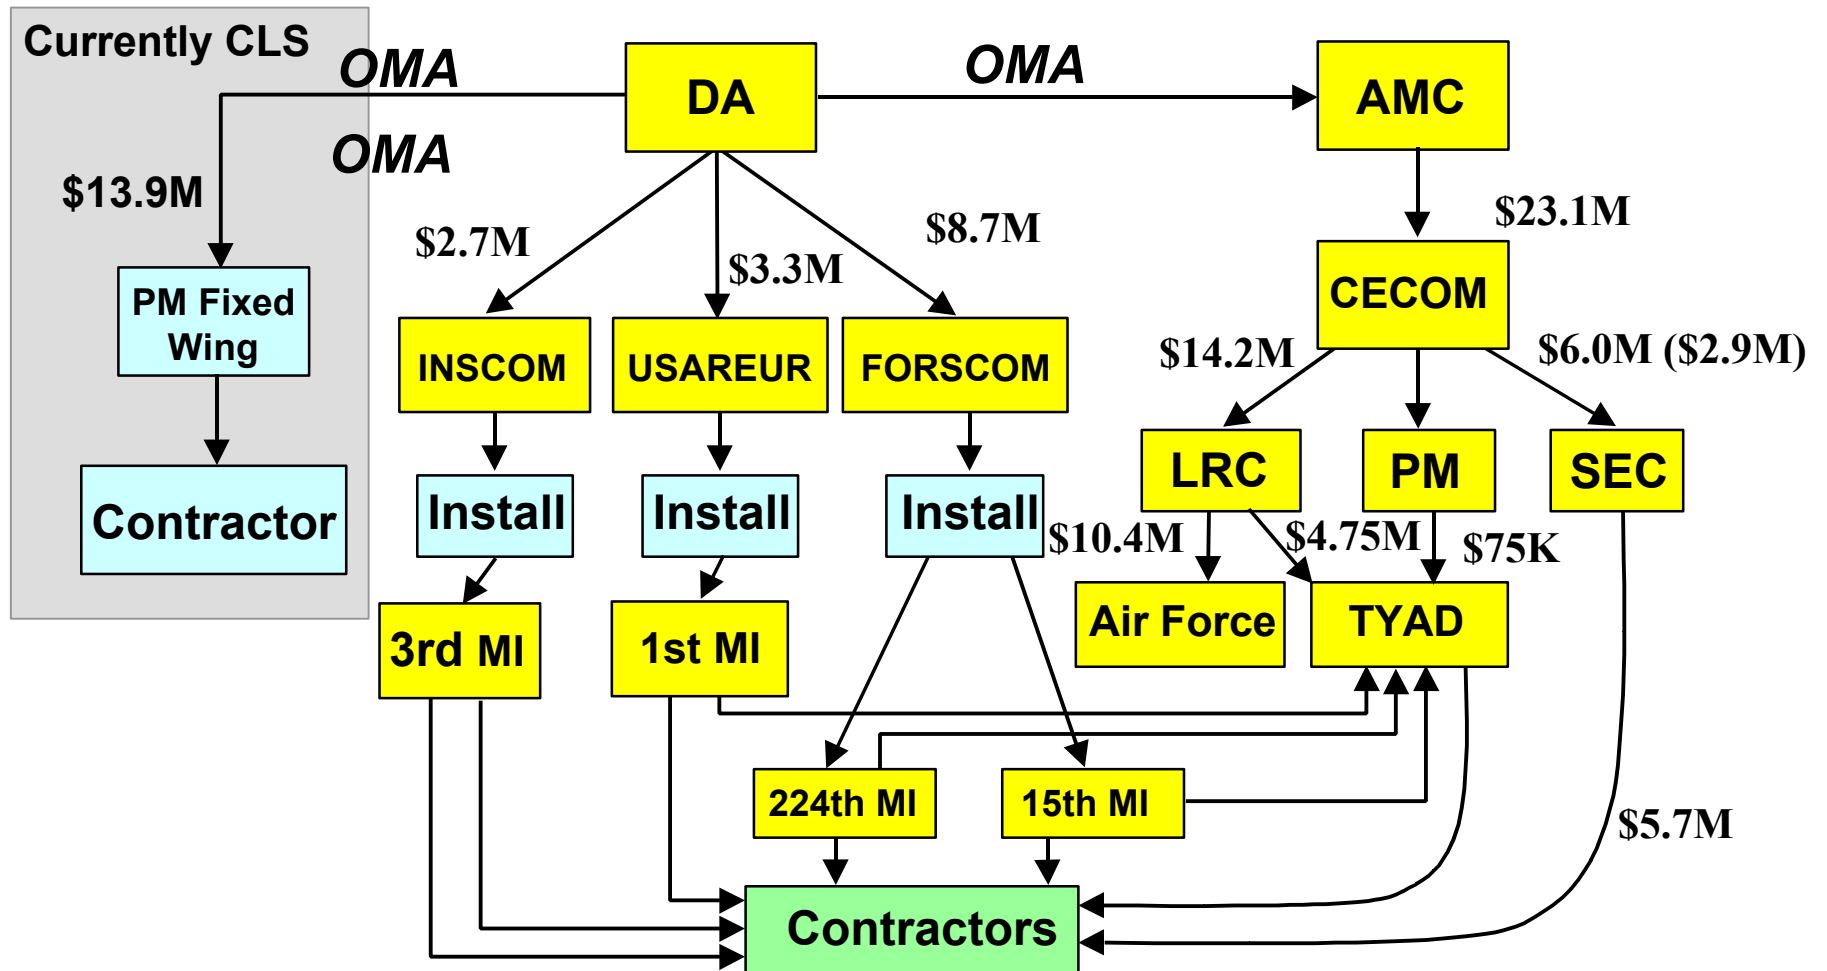 Currently CLS
OMA
DA
OMA
AMC
OMA
$13.9M
$2.7M
$3.3M
$8.7M
$23.1M
PM Fixed
Wing
INSCOM
USAREUR
FORSCOM
CECOM
$14.2M
$6.0M ($2.9M)
Contractor
Install
Install
Install
LRC
PM
SEC
$10.4M
$4.75M
$75K
3rd MI
1st MI
Air Force
TYAD
224th MI
15th MI
$5.7M
Contractors